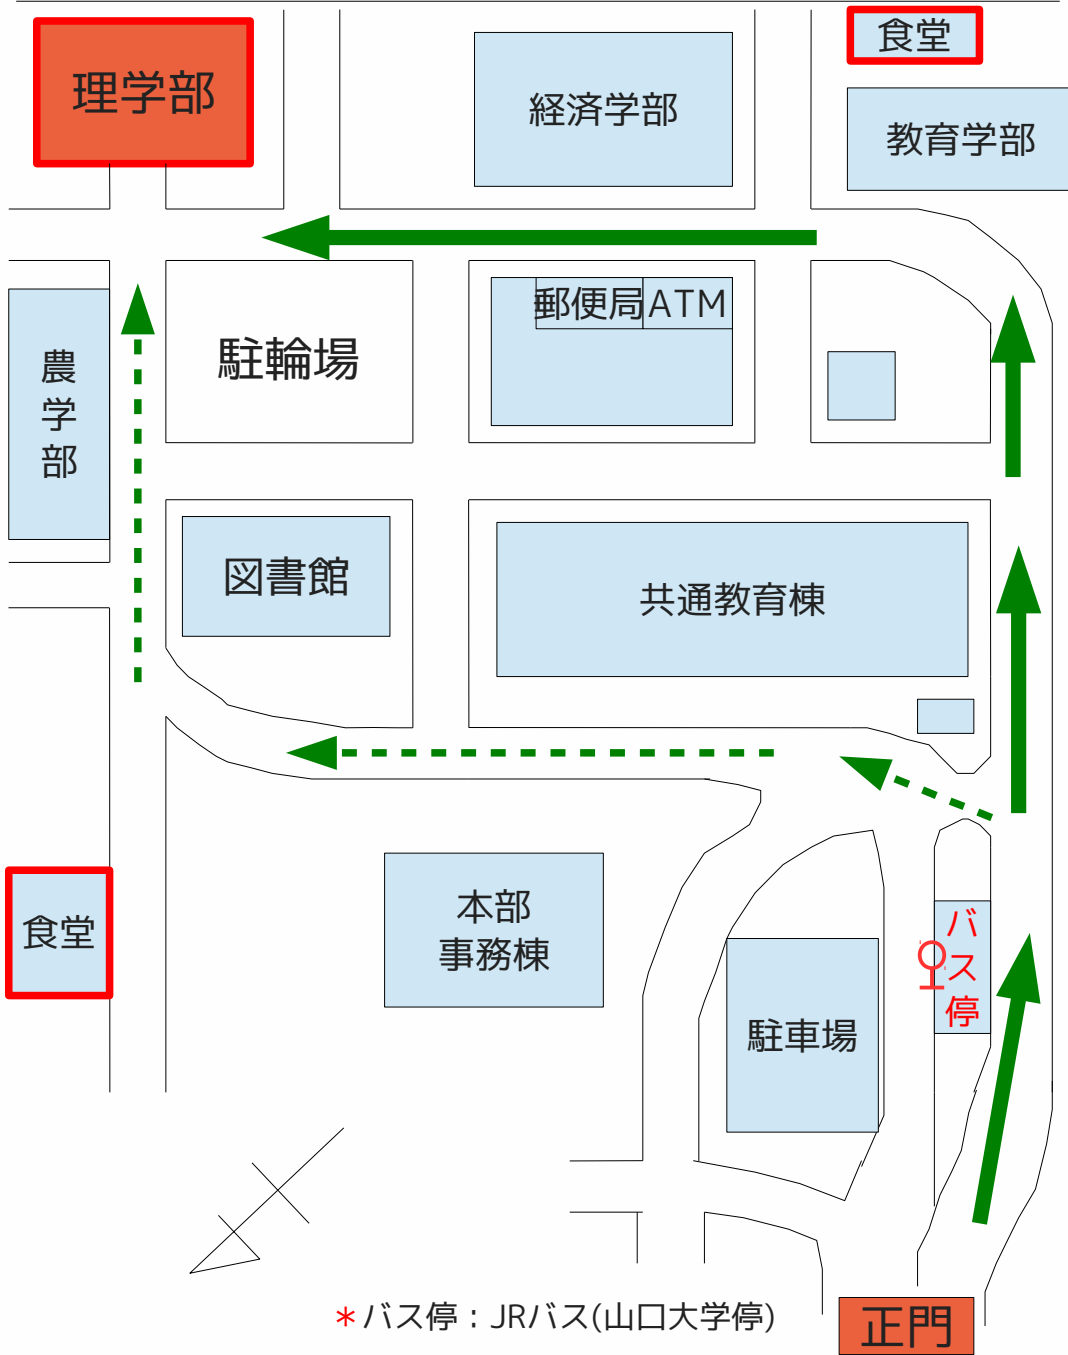 食堂
理学部
経済学部
教育学部
郵便局
ATM
駐輪場
農学部
図書館
共通教育棟
食堂
本部
事務棟
バス停
駐車場
*バス停：JRバス(山口大学停)
正門